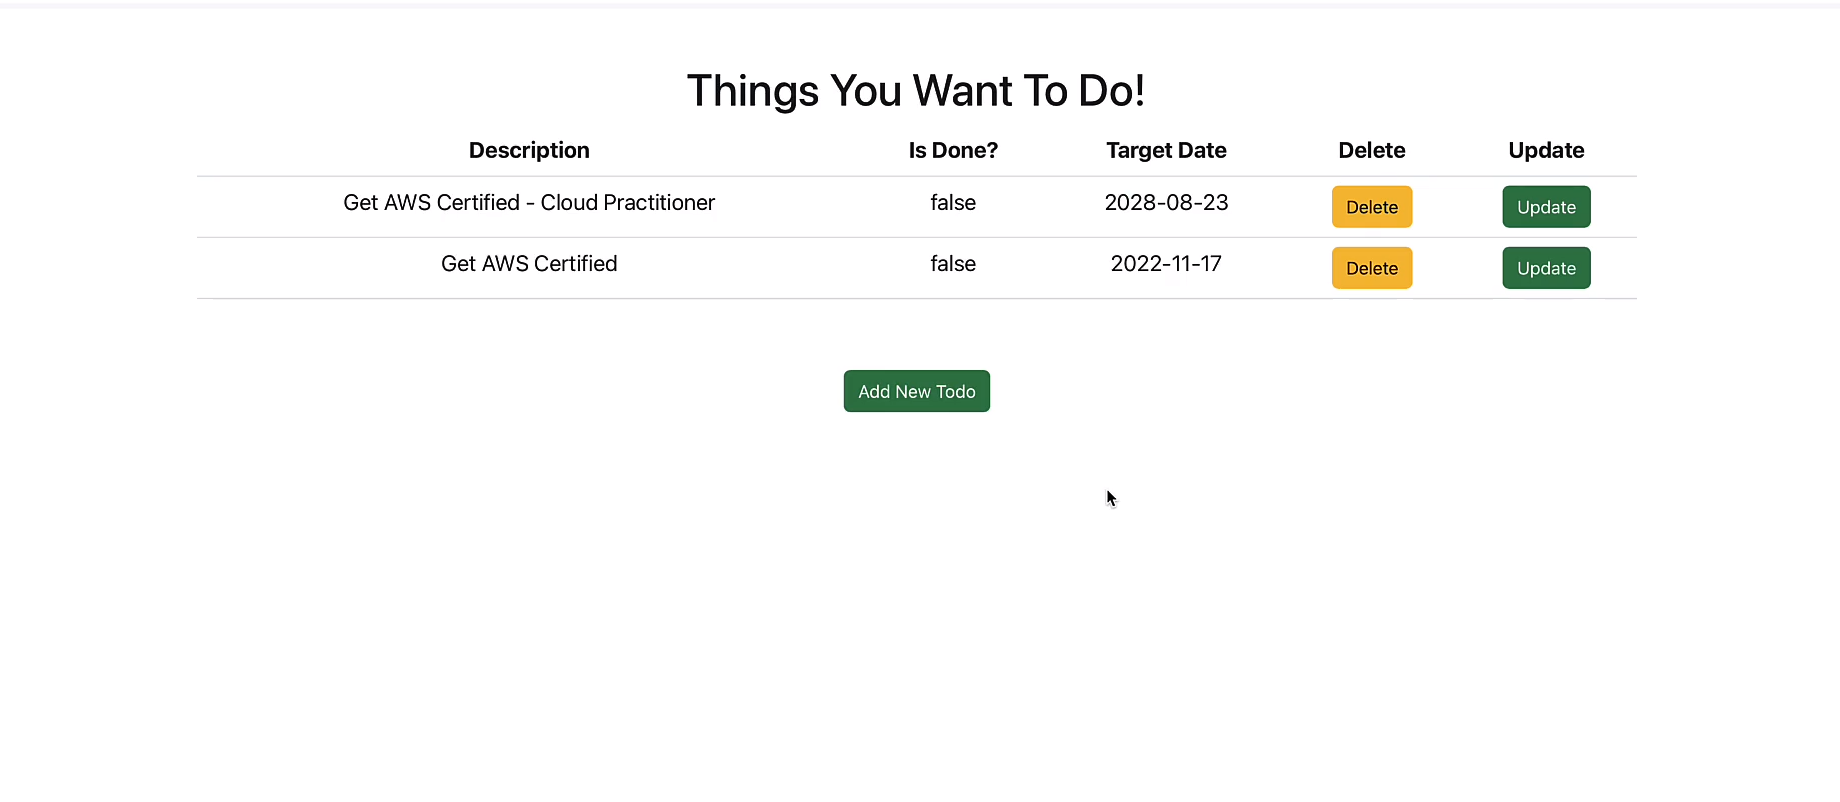 Things You Want To Do!
Description Is Done? Target Date Delete Update
Get AWS Certified - Cloud Practitioner false 2028-08-23 Delete Update
Get AWS Certified false 2022-11-17 Delete Update
Add New Todo